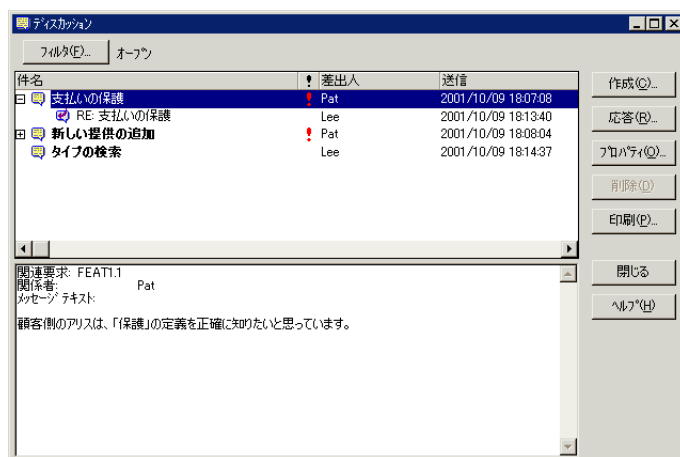 ディスカッション
フィルタ(F)... オープン
件名 ! 差出人 送信
支払いの保護 ! Pat 2001/10/09 18:07:08
RE: 支払いの保護 Lee 2001/10/09 18:13:40
新しい提供の追加 ! Pat 2001/10/09 18:08:04
タイプの検索 Lee 2001/10/09 18:14:37
作成(C)...
応答(R)...
プロパティ(O)...
削除(D)
印刷(P)...
閉じる
ヘルプ(H)
関連要求: FEAT1.1
関係者: Pat
メッセージ テキスト:
顧客側のアリスは、「保護」の定義を正確に知りたいと思っています。